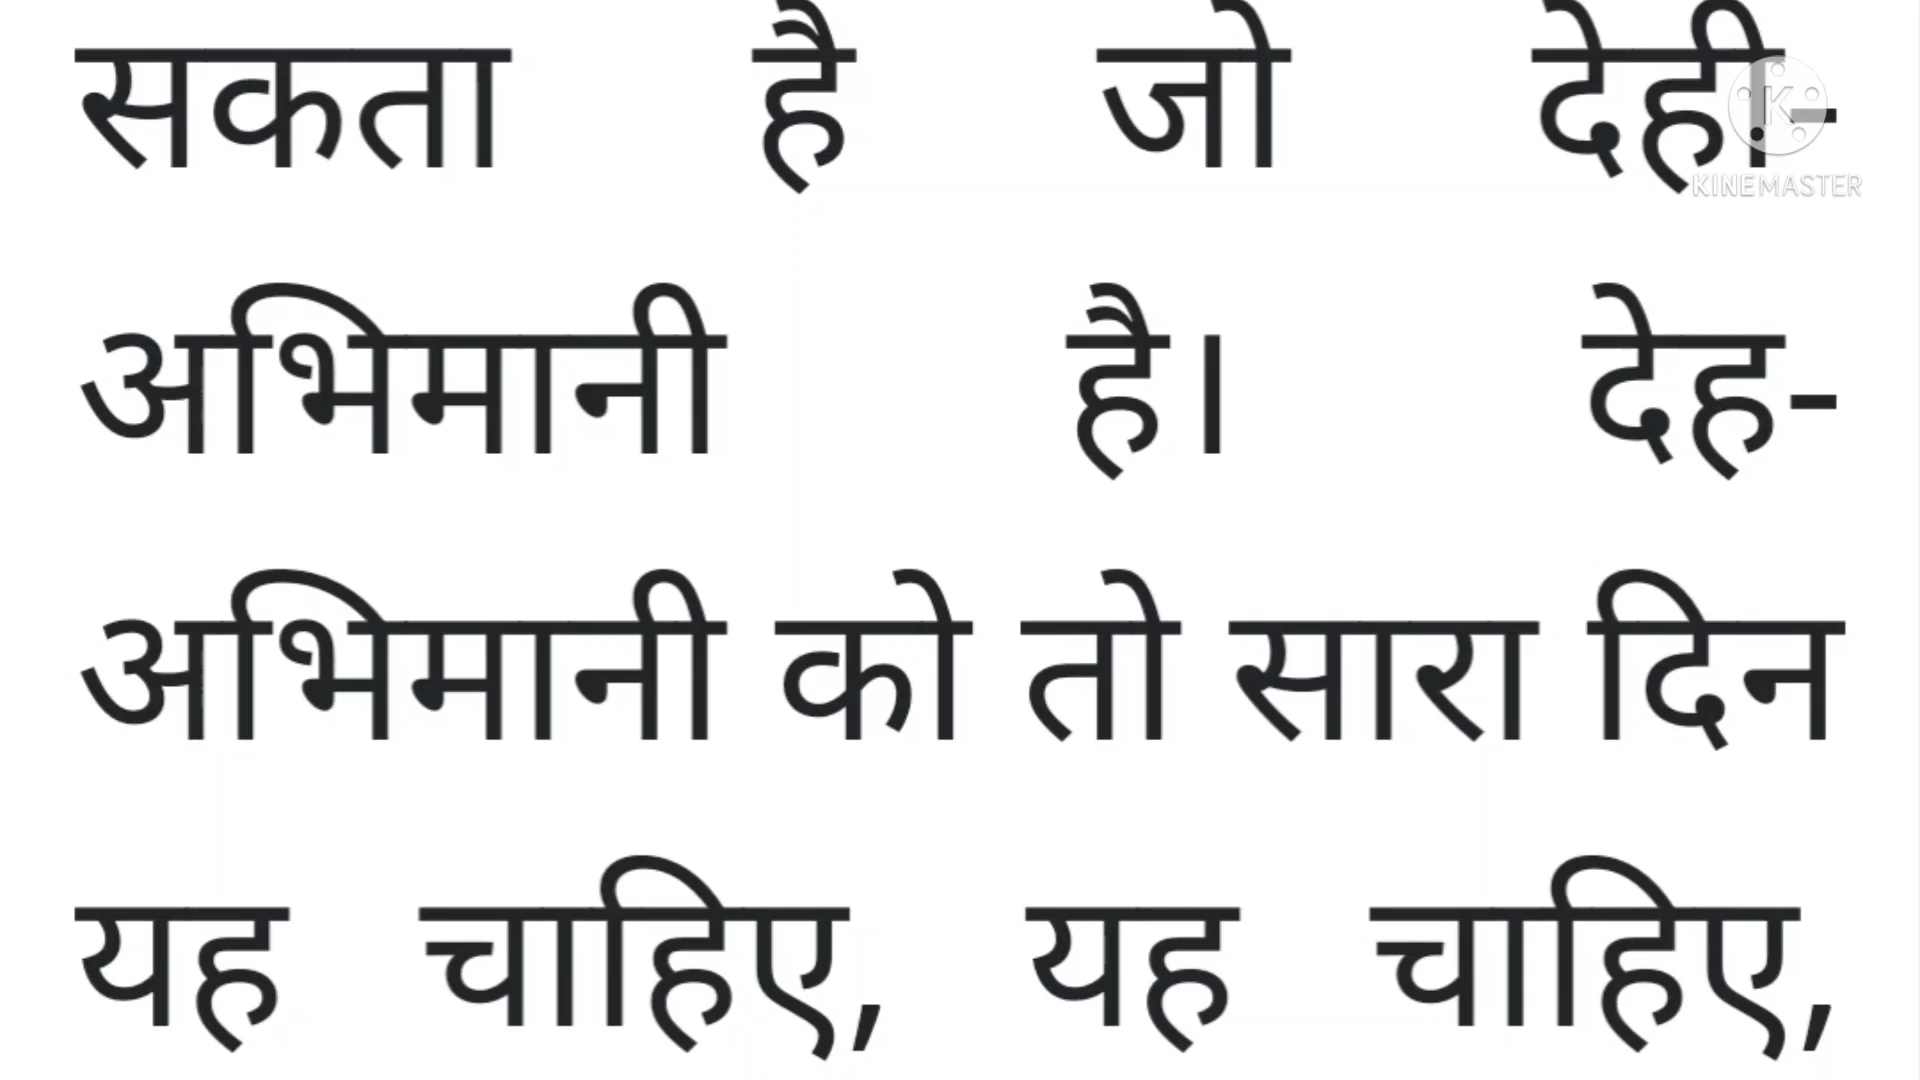 सकता है जो देही-
KINEMASTER
अभिमानी है। देह-
अभिमानी को तो सारा दिन
यह चाहिए, यह चाहिए,